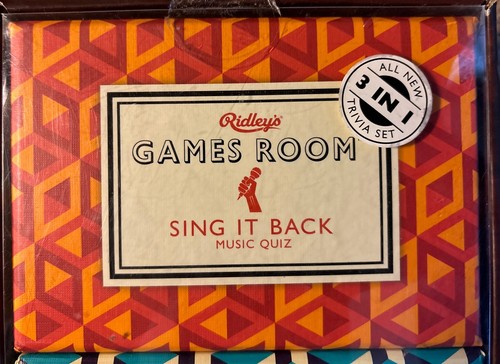 Ridley's
GAMES ROOM
SING IT BACK
MUSIC QUIZ
ALL NEW
3 IN 1
TRIVIA SET